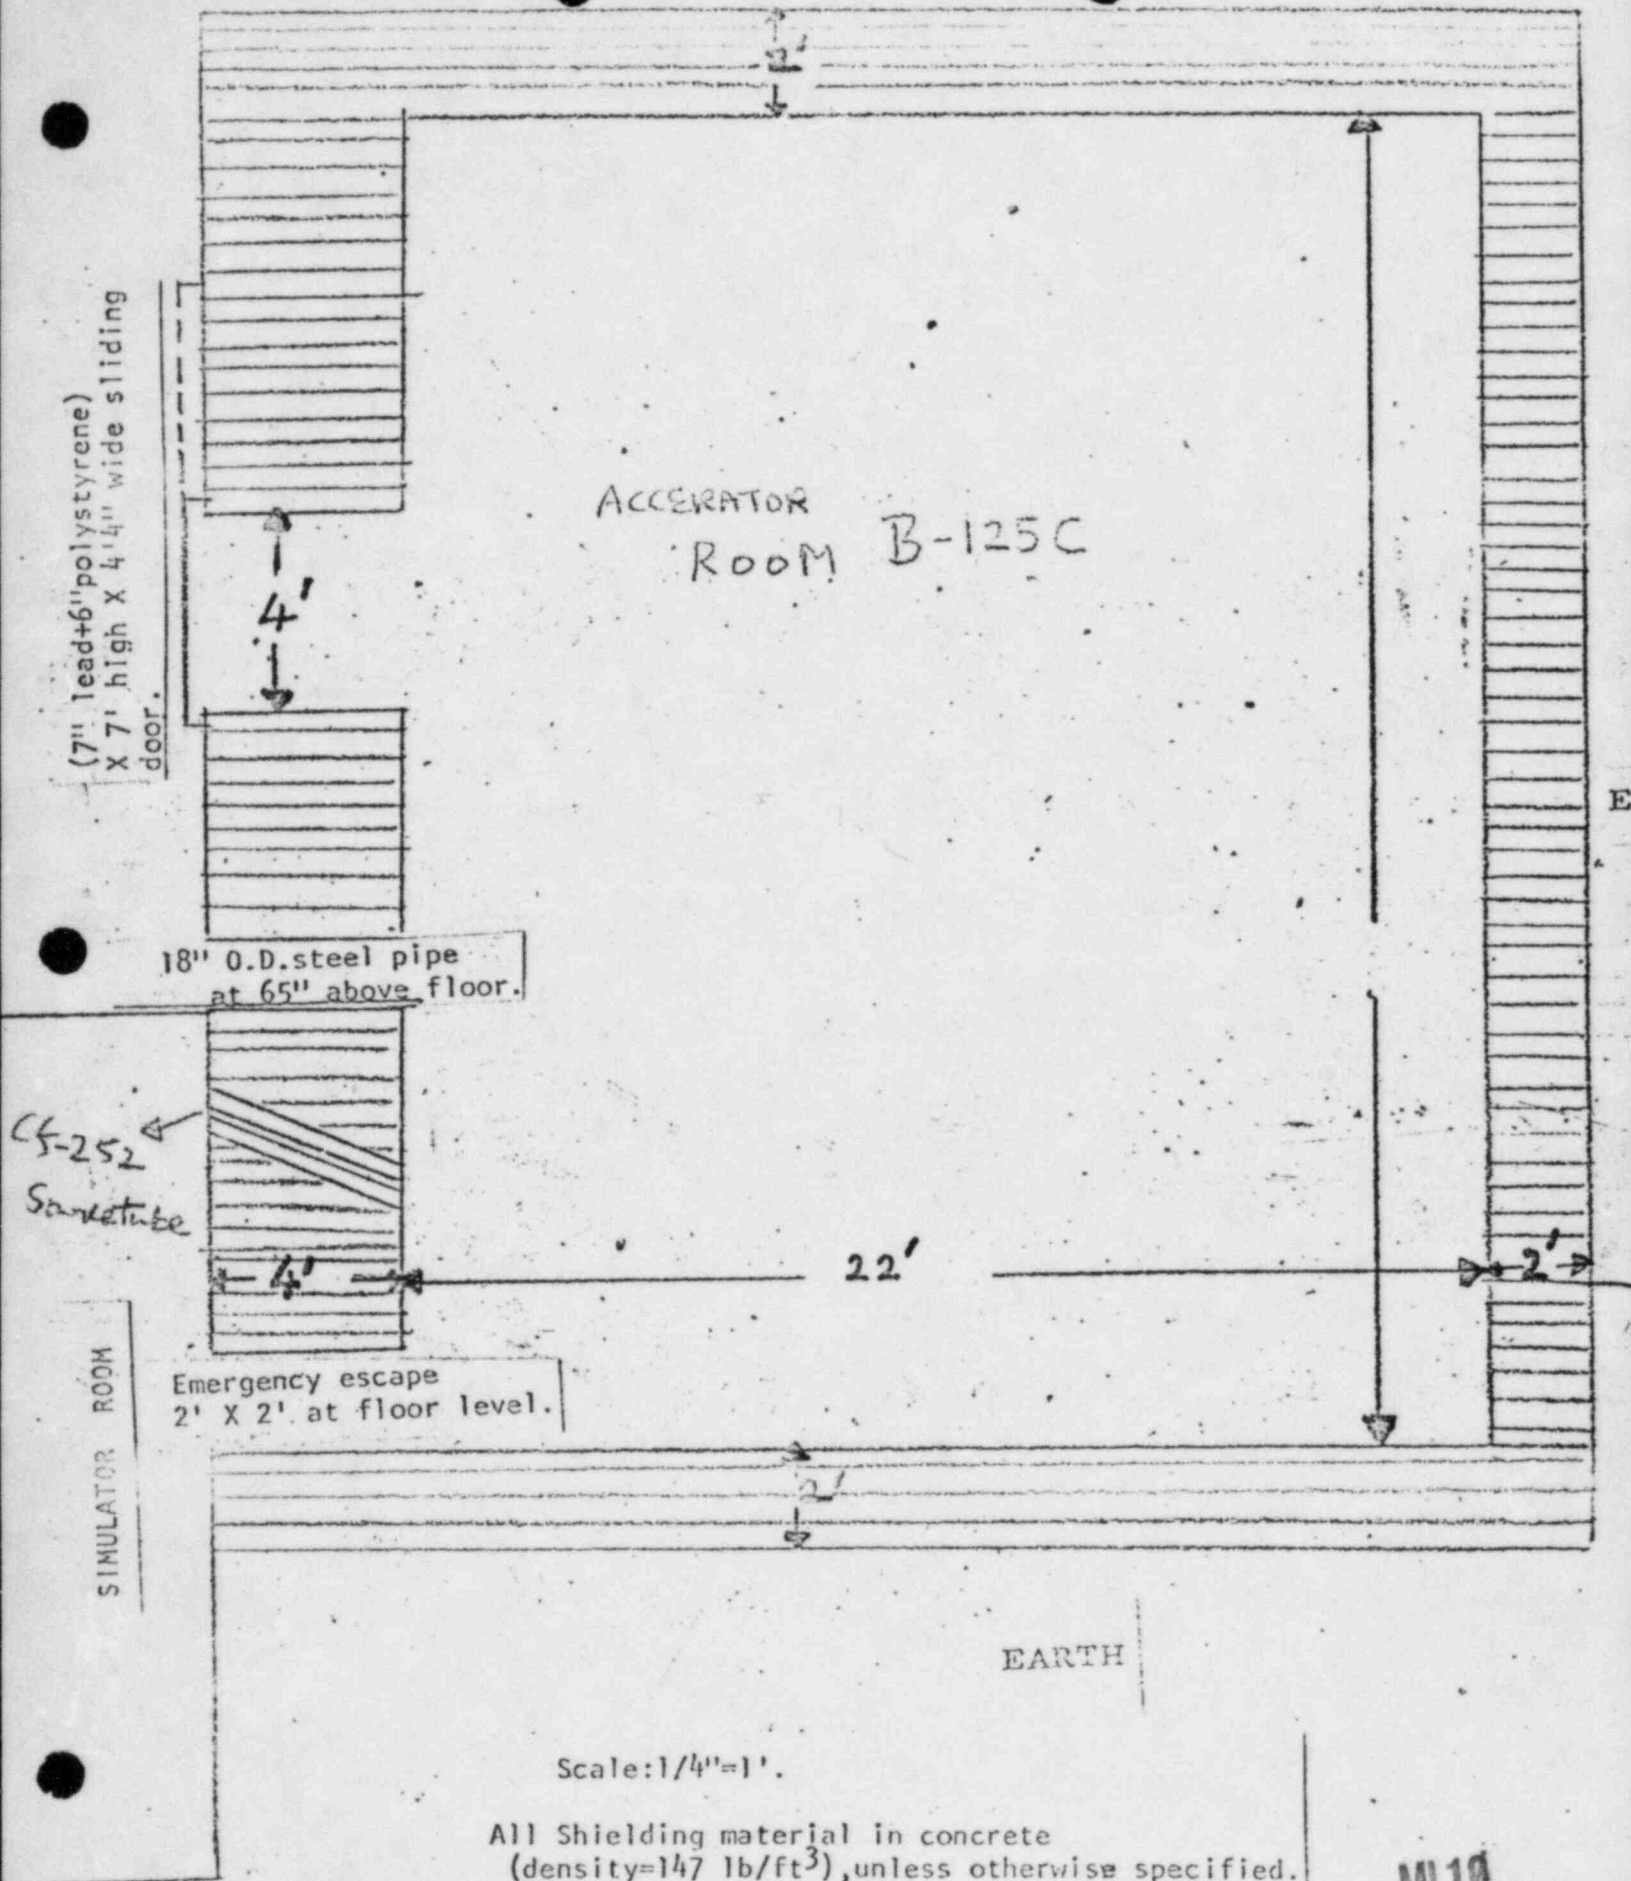 2'
(7" lead+6"polystyrene)
X 7' high X 4'4" wide sliding
door.
ACCERATOR
ROOM B-125C
4'
E
18" O.D.steel pipe
at 65" above floor.
Cf-252
Sourcetube
4'
22'
2'
SIMULATOR ROOM
Emergency escape
2' X 2' at floor level.
2'
EARTH
Scale:1/4"=1'.
All Shielding material in concrete
(density=147 lb/ft³),unless otherwise specified.